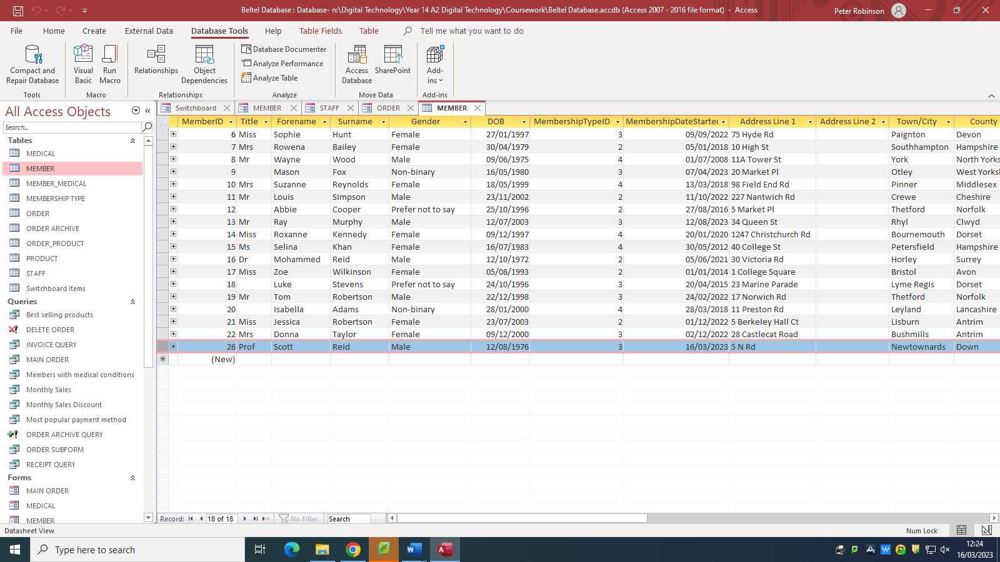 Beltel Database : Database- n:\Digital Technology\Year 14 A2 Digital Technology\Coursework\Beltel Database.accdb (Access 2007 - 2016 file format) - Access
Peter Robinson
File Home Create External Data Database Tools Help Table Fields Table Tell me what you want to do
Compact and Repair Database
Visual Basic
Run Macro
Relationships
Object Dependencies
Database Documenter
Analyze Performance
Analyze Table
Access Database
SharePoint
Add-ins
Tools Macro Relationships Analyze Move Data Add-ins
All Access Objects
Search...
Tables
MEDICAL
MEMBER
MEMBER_MEDICAL
MEMBERSHIP TYPE
ORDER
ORDER ARCHIVE
ORDER_PRODUCT
PRODUCT
STAFF
Switchboard Items
Queries
Best selling products
DELETE ORDER
INVOICE QUERY
MAIN ORDER
Members with medical conditions
Monthly Sales
Monthly Sales Discount
Most popular payment method
ORDER ARCHIVE QUERY
ORDER SUBFORM
RECEIPT QUERY
Forms
MAIN ORDER
MEDICAL
MEMBER
Switchboard MEMBER STAFF ORDER MEMBER
MemberID Title Forename Surname Gender DOB MembershipTypeID MembershipDateStarted Address Line 1 Address Line 2 Town/City County
6 Miss Sophie Hunt Female 27/01/1997 3 09/09/2022 75 Hyde Rd Paignton Devon
7 Mrs Rowena Bailey Female 30/04/1979 2 05/01/2018 10 High St Southhampton Hampshire
8 Mr Wayne Wood Male 09/06/1975 4 01/07/2008 11A Tower St York North Yorks
9 Mason Fox Non-binary 16/05/1980 3 07/04/2023 20 Market Pl Otley West Yorksh
10 Mrs Suzanne Reynolds Female 18/05/1999 4 13/03/2018 98 Field End Rd Pinner Middlesex
11 Mr Louis Simpson Male 23/11/2002 2 11/10/2022 227 Nantwich Rd Crewe Cheshire
12 Abbie Cooper Prefer not to say 25/10/1996 2 27/08/2016 5 Market Pl Thetford Norfolk
13 Mr Ray Murphy Male 12/07/2003 3 12/08/2023 34 Queen St Rhyl Clwyd
14 Miss Roxanne Kennedy Female 09/12/1997 4 20/01/2020 1247 Christchurch Rd Bournemouth Dorset
15 Ms Selina Khan Female 16/07/1983 4 30/05/2012 40 College St Petersfield Hampshire
16 Dr Mohammed Reid Male 12/10/1972 2 05/06/2021 30 Victoria Rd Horley Surrey
17 Miss Zoe Wilkinson Female 05/08/1993 2 01/01/2014 1 College Square Bristol Avon
18 Luke Stevens Prefer not to say 24/10/1996 3 20/04/2015 23 Marine Parade Lyme Regis Dorset
19 Mr Tom Robertson Male 22/12/1998 3 24/02/2022 17 Norwich Rd Thetford Norfolk
20 Isabella Adams Non-binary 28/01/2000 4 28/03/2018 11 Preston Rd Leyland Lancashire
21 Miss Jessica Robertson Female 23/07/2003 2 01/12/2022 5 Berkeley Hall Ct Lisburn Antrim
22 Mrs Donna Taylor Female 09/12/2000 3 02/12/2022 28 Castlecat Road Bushmills Antrim
26 Prof Scott Reid Male 12/08/1976 3 16/03/2023 5 N Rd Newtownards Down
(New)
Record: 18 of 18 No Filter Search
Datasheet View Num Lock
Type here to search
12:24
16/03/2023